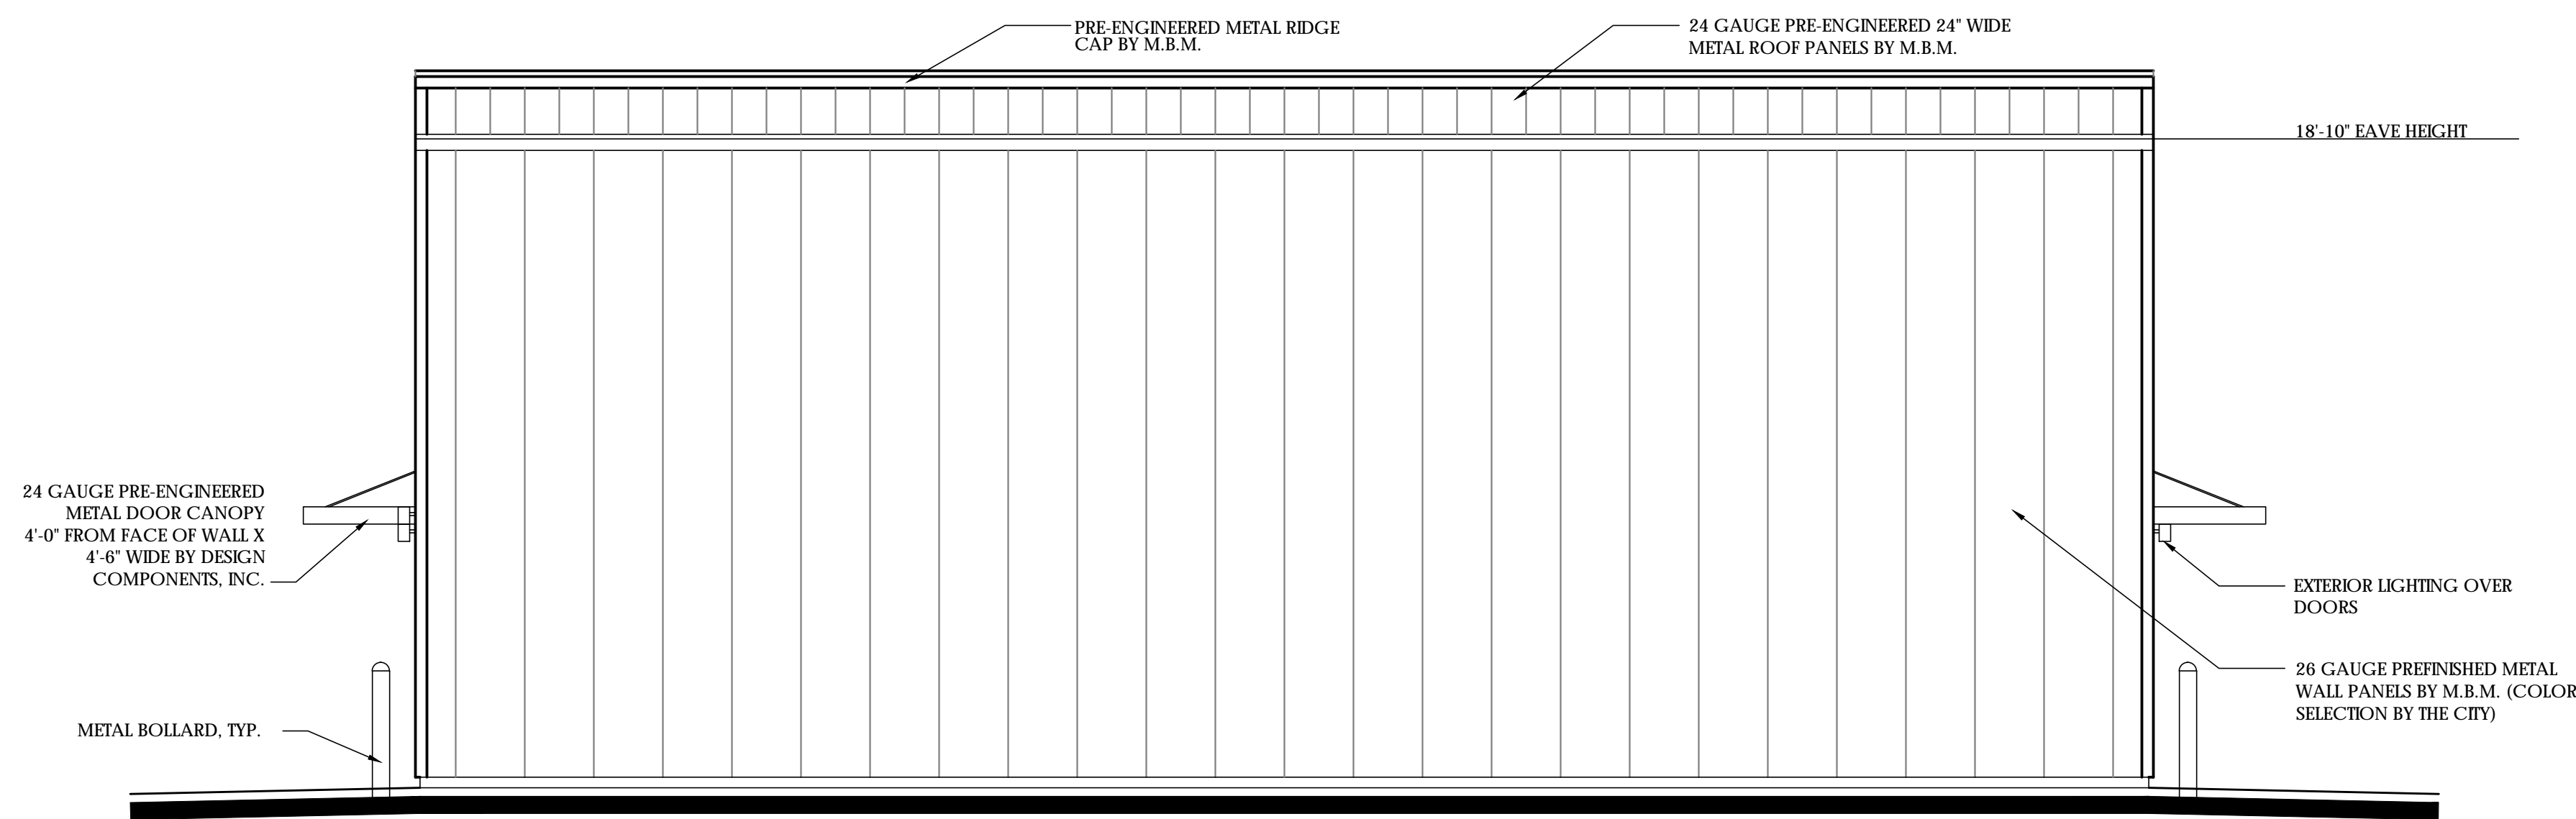 PRE-ENGINEERED METAL RIDGE
CAP BY M.B.M.
24 GAUGE PRE-ENGINEERED 24" WIDE
METAL ROOF PANELS BY M.B.M.
18'-10" EAVE HEIGHT
24 GAUGE PRE-ENGINEERED
METAL DOOR CANOPY
4'-0" FROM FACE OF WALL X
4'-6" WIDE BY DESIGN
COMPONENTS, INC.
EXTERIOR LIGHTING OVER
DOORS
26 GAUGE PREFINISHED METAL
WALL PANELS BY M.B.M. (COLOR
SELECTION BY THE CITY)
METAL BOLLARD, TYP.